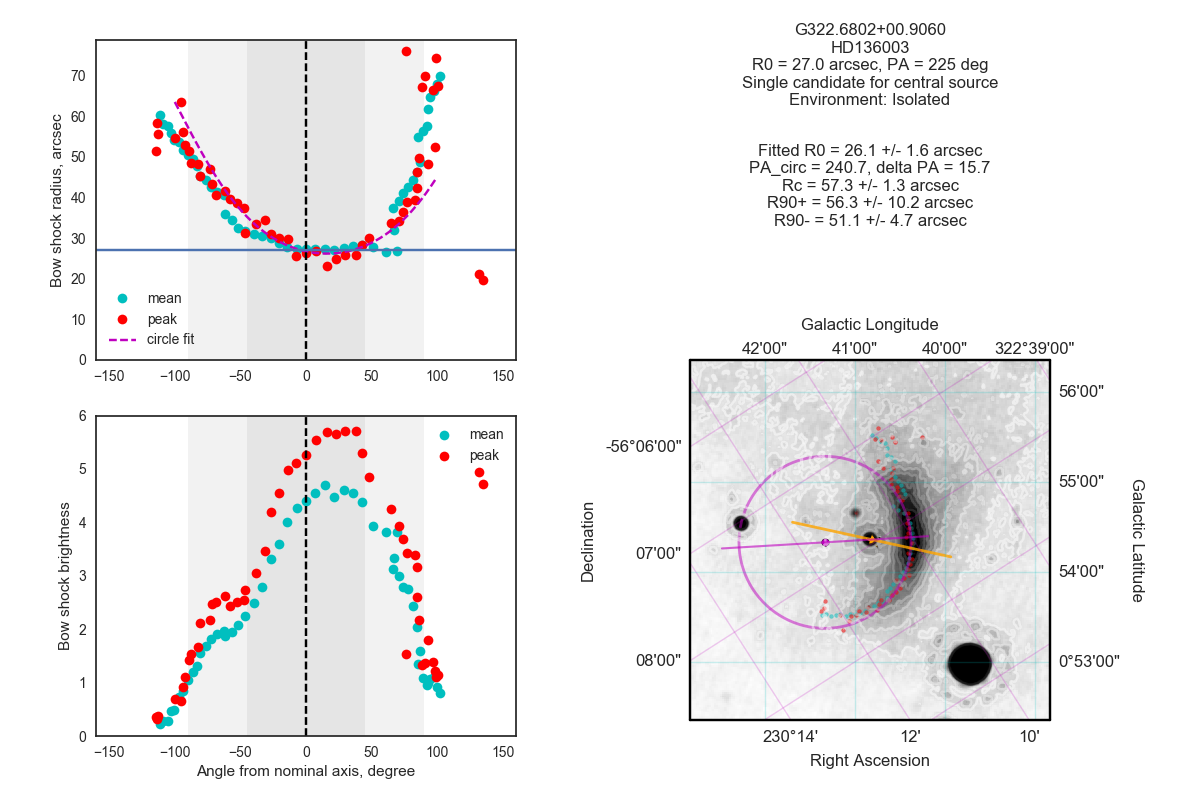 G322.6802+00.9060
HD136003
R0 = 27.0 arcsec, PA = 225 deg
Single candidate for central source
Environment: Isolated
Fitted R0 = 26.1 +/- 1.6 arcsec
PA_circ = 240.7, delta PA = 15.7
Rc = 57.3 +/- 1.3 arcsec
R90+ = 56.3 +/- 10.2 arcsec
R90- = 51.1 +/- 4.7 arcsec
Bow shock radius, arcsec
70
60
50
40
30
20
10
0
mean
peak
circle fit
−150 −100 −50 0 50 100 150
Bow shock brightness
6
5
4
3
2
1
0
mean
peak
−150 −100 −50 0 50 100 150
Angle from nominal axis, degree
Galactic Longitude
42'00" 41'00" 40'00" 322°39'00"
56'00"
55'00"
54'00"
0°53'00"
Galactic Latitude
Declination
-56°06'00"
07'00"
08'00"
230°14' 12' 10'
Right Ascension